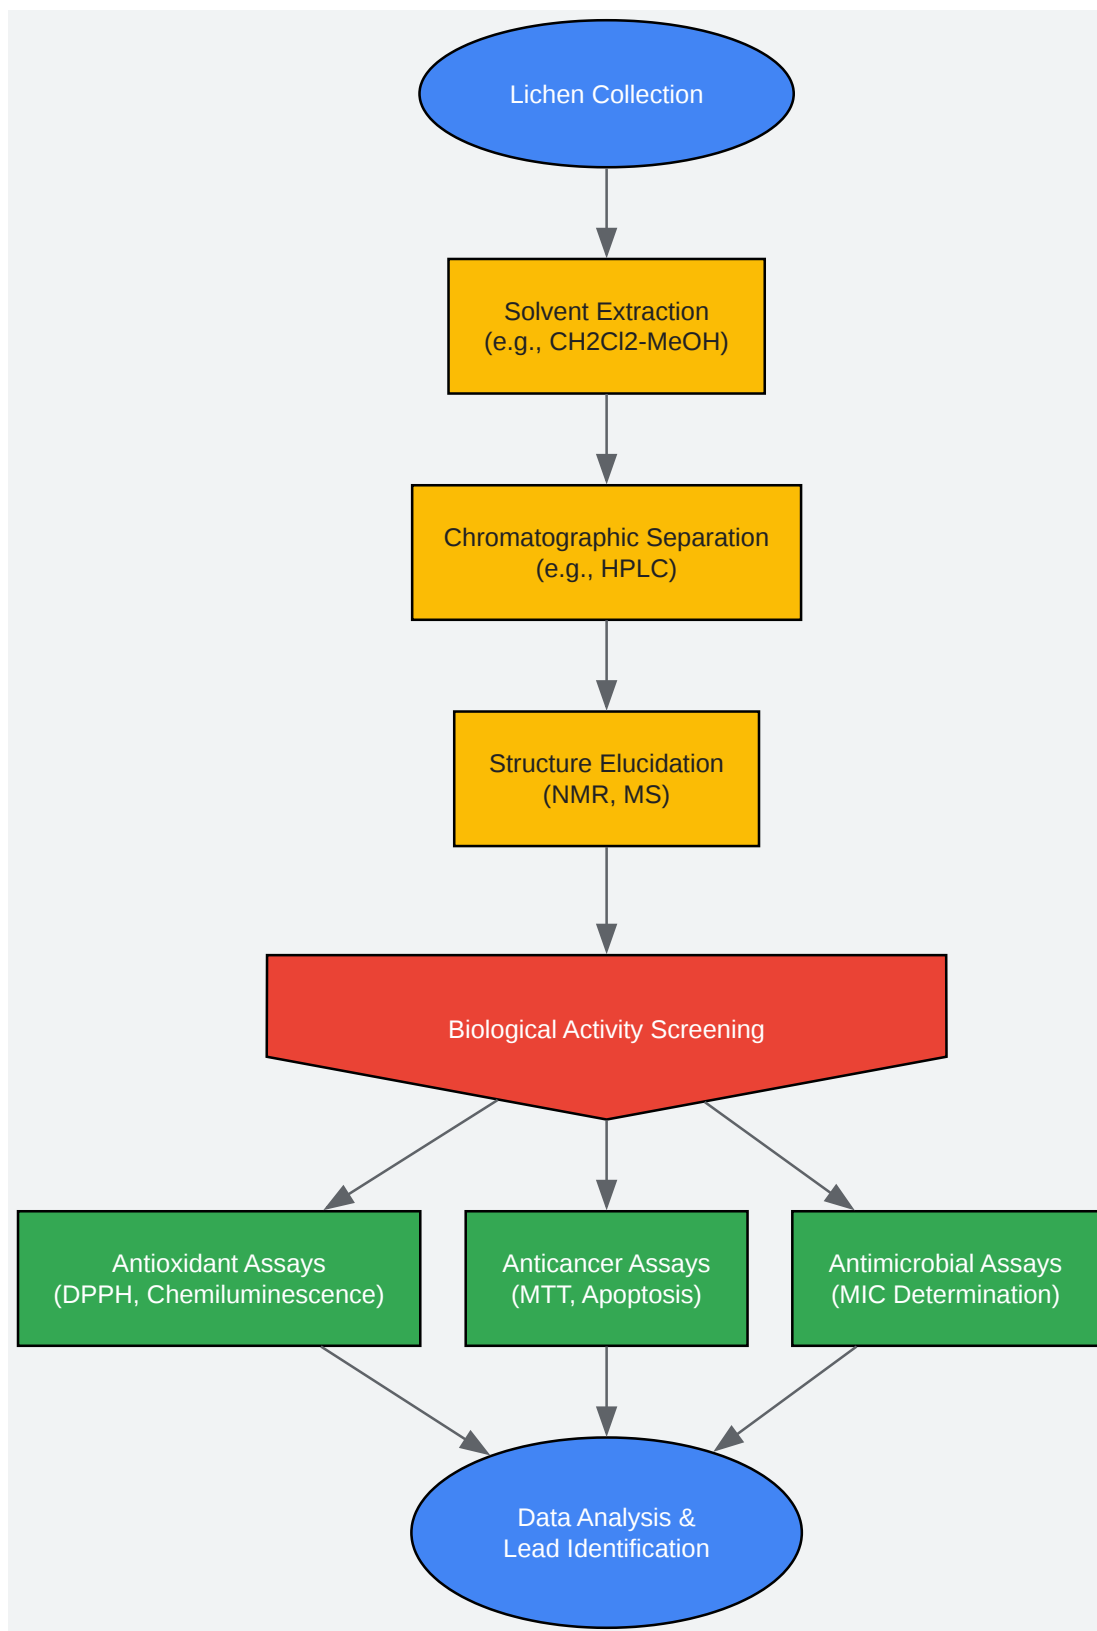 Lichen Collection
Solvent Extraction
(e.g., CH2Cl2-MeOH)
Chromatographic Separation
(e.g., HPLC)
Structure Elucidation
(NMR, MS)
Biological Activity Screening
Antioxidant Assays
(DPPH, Chemiluminescence)
Anticancer Assays
(MTT, Apoptosis)
Antimicrobial Assays
(MIC Determination)
Data Analysis &
Lead Identification